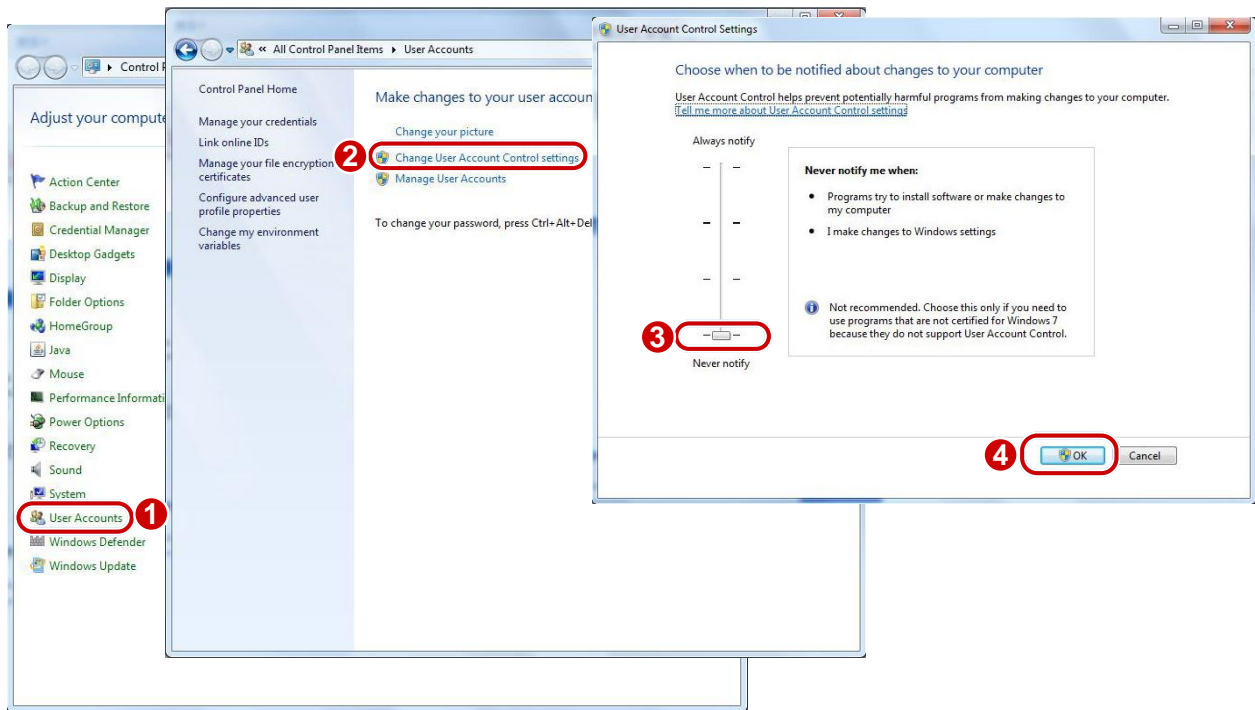 Control
Adjust your compute
Action Center
Backup and Restore
Credential Manager
Desktop Gadgets
Display
Folder Options
HomeGroup
Java
Mouse
Performance Informati
Power Options
Recovery
Sound
System
User Accounts
1
Windows Defender
Windows Update
« All Control Panel Items ▸ User Accounts
Control Panel Home
Manage your credentials
Link online IDs
Manage your file encryption
certificates
Configure advanced user
profile properties
Change my environment
variables
Make changes to your user accoun
Change your picture
2
Change User Account Control settings
Manage User Accounts
To change your password, press Ctrl+Alt+Del
User Account Control Settings
Choose when to be notified about changes to your computer
User Account Control helps prevent potentially harmful programs from making changes to your computer.
Tell me more about User Account Control settings
Always notify
Never notify me when:
• Programs try to install software or make changes to
my computer
• I make changes to Windows settings
Not recommended. Choose this only if you need to
use programs that are not certified for Windows 7
because they do not support User Account Control.
3
Never notify
4
OK
Cancel